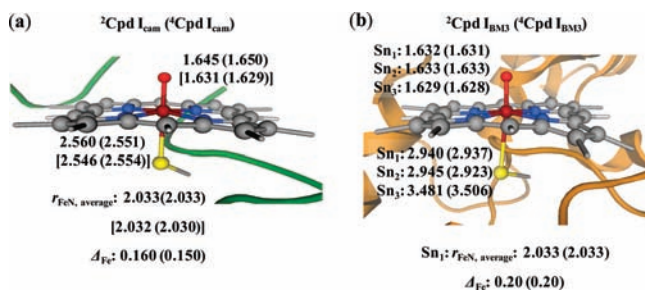 (a)
²Cpd I_cam (⁴Cpd I_cam)
1.645 (1.650)
[1.631 (1.629)]
2.560 (2.551)
[2.546 (2.554)]
r_FeN, average: 2.033(2.033)
[2.032 (2.030)]
Δ_Fe: 0.160 (0.150)
(b)
²Cpd I_BM3 (⁴Cpd I_BM3)
Sn₁: 1.632 (1.631)
Sn₂: 1.633 (1.633)
Sn₃: 1.629 (1.628)
Sn₁: 2.940 (2.937)
Sn₂: 2.945 (2.923)
Sn₃: 3.481 (3.506)
Sn₁: r_FeN, average: 2.033 (2.033)
Δ_Fe: 0.20 (0.20)